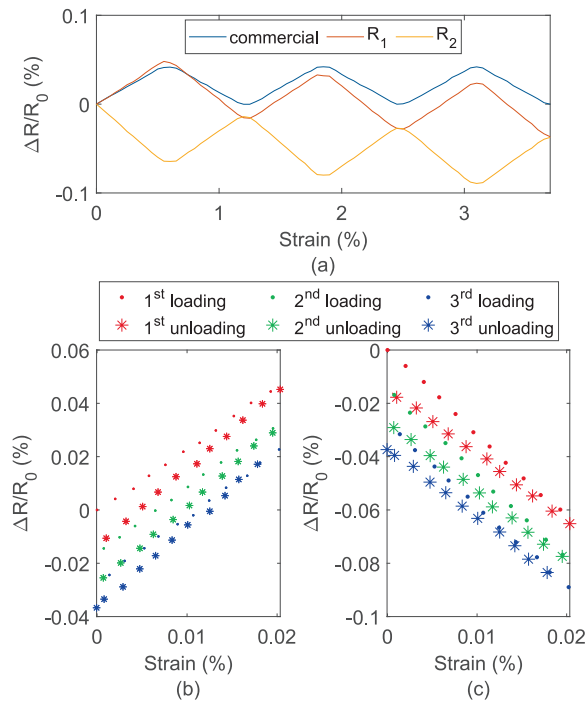 0.1
0
-0.1
ΔR/R₀ (%)
commercial R₁ R₂
0 1 2 3
Strain (%)
(a)
1ˢᵗ loading 2ⁿᵈ loading 3ʳᵈ loading
1ˢᵗ unloading 2ⁿᵈ unloading 3ʳᵈ unloading
0.06
0.04
0.02
0
-0.02
-0.04
ΔR/R₀ (%)
0 0.01 0.02
Strain (%)
(b)
0
-0.02
-0.04
-0.06
-0.08
-0.1
ΔR/R₀ (%)
0 0.01 0.02
Strain (%)
(c)